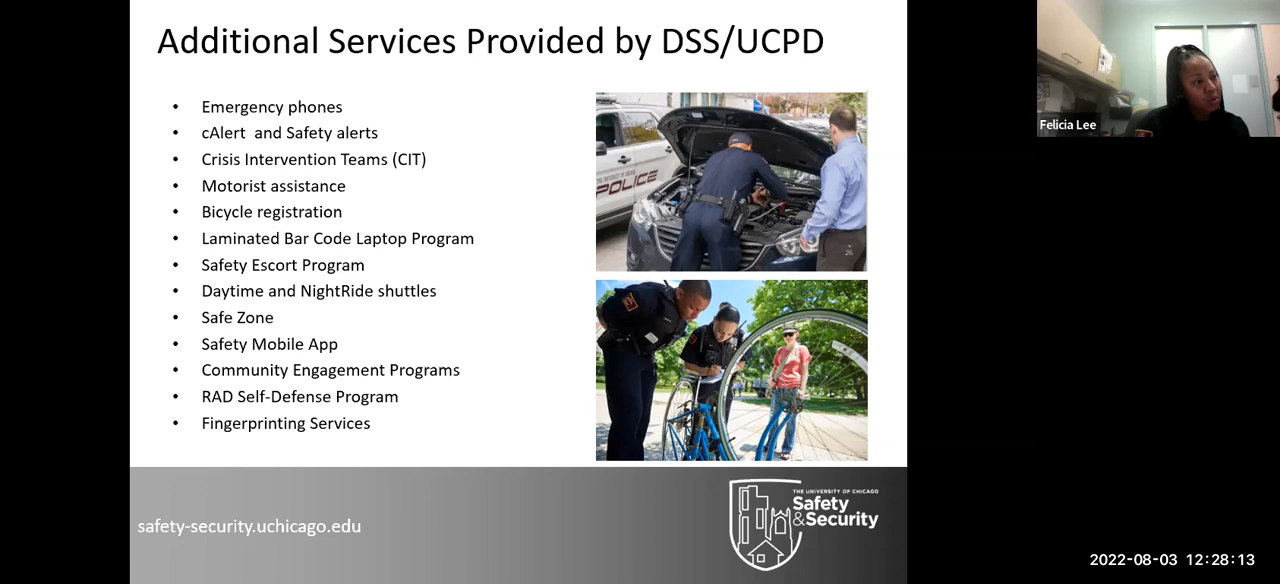 Additional Services Provided by DSS/UCPD
• Emergency phones
• cAlert and Safety alerts
• Crisis Intervention Teams (CIT)
• Motorist assistance
• Bicycle registration
• Laminated Bar Code Laptop Program
• Safety Escort Program
• Daytime and NightRide shuttles
• Safe Zone
• Safety Mobile App
• Community Engagement Programs
• RAD Self-Defense Program
• Fingerprinting Services
POLICE
26
safety-security.uchicago.edu
THE UNIVERSITY OF CHICAGO
Safety
&Security
Felicia Lee
2022-08-03 12:28:13